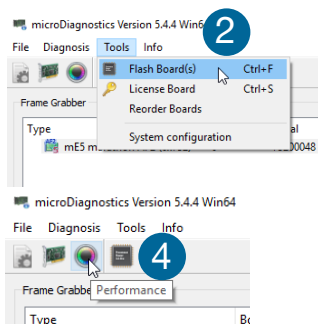 microDiagnostics Version 5.4.4 Win6
2
File Diagnosis Tools Info
Flash Board(s) Ctrl+F
License Board Ctrl+S
Reorder Boards
System configuration
Frame Grabber
Type
al
mE5 m
microDiagnostics Version 5.4.4 Win64
File Diagnosis Tools Info
4
Frame Grabbe
Performance
Type
Bo